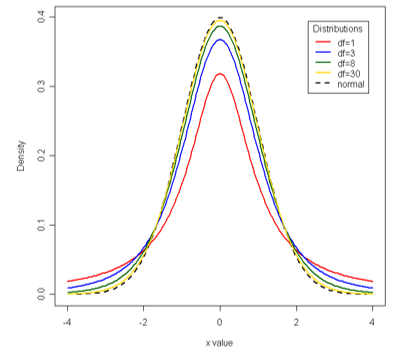 Distributions
df=1
df=3
df=8
df=30
normal
Density
0.4
0.3
0.2
0.1
0.0
-4 -2 0 2 4
x value